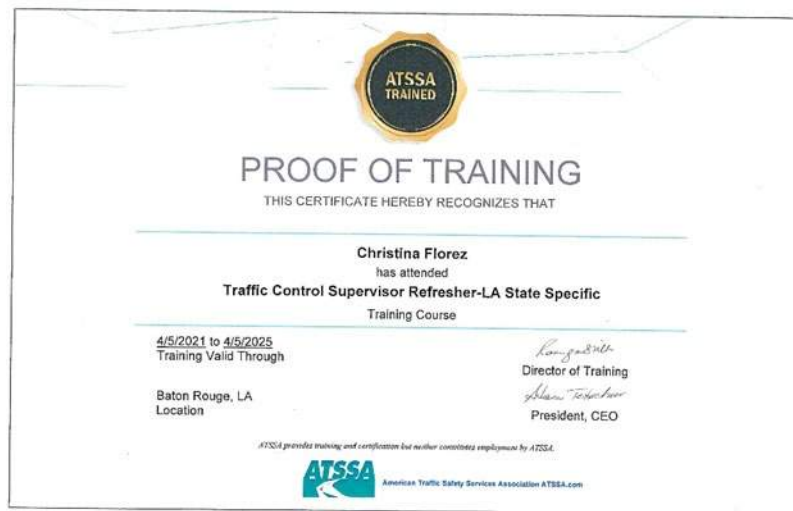 ATSSA
TRAINED
PROOF OF TRAINING
THIS CERTIFICATE HEREBY RECOGNIZES THAT
Christina Florez
has attended
Traffic Control Supervisor Refresher-LA State Specific
Training Course
4/5/2021 to 4/5/2025
Training Valid Through
Director of Training
Baton Rouge, LA
Location
President, CEO
ATSSA provides training and certification but neither constitutes employment by ATSSA.
ATSSA
American Traffic Safety Services Association ATSSA.com